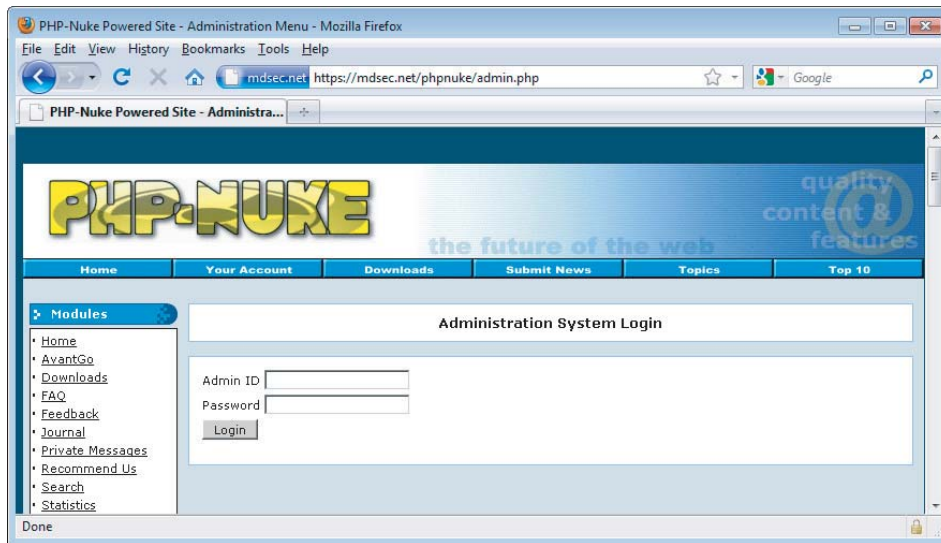 PHP-Nuke Powered Site - Administration Menu - Mozilla Firefox
File Edit View History Bookmarks Tools Help
mdsec.net https://mdsec.net/phpnuke/admin.php
Google
PHP-Nuke Powered Site - Administra...
PHP-NUKE
quality
content &
features
the future of the web
Home Your Account Downloads Submit News Topics Top 10
Modules
Administration System Login
Home
AvantGo
Downloads
FAQ
Feedback
Journal
Private Messages
Recommend Us
Search
Statistics
Admin ID
Password
Login
Done